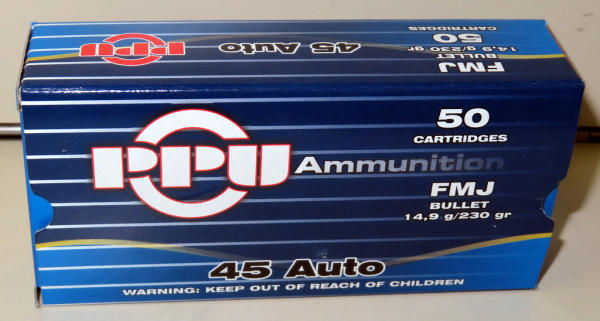 PPU
45 Auto
50
CARTRIDGES
FMJ
BULLET
14,9 g/230 gr
PPU Ammunition
50
CARTRIDGES
FMJ
BULLET
14,9 g/230 gr
45 Auto
WARNING: KEEP OUT OF REACH OF CHILDREN